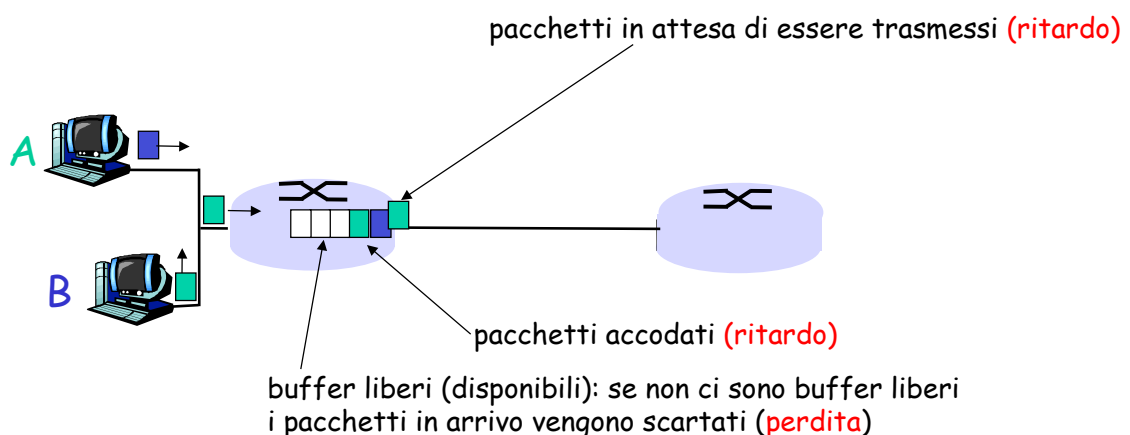 pacchetti in attesa di essere trasmessi (ritardo)
A
B
pacchetti accodati (ritardo)
buffer liberi (disponibili): se non ci sono buffer liberi
i pacchetti in arrivo vengono scartati (perdita)